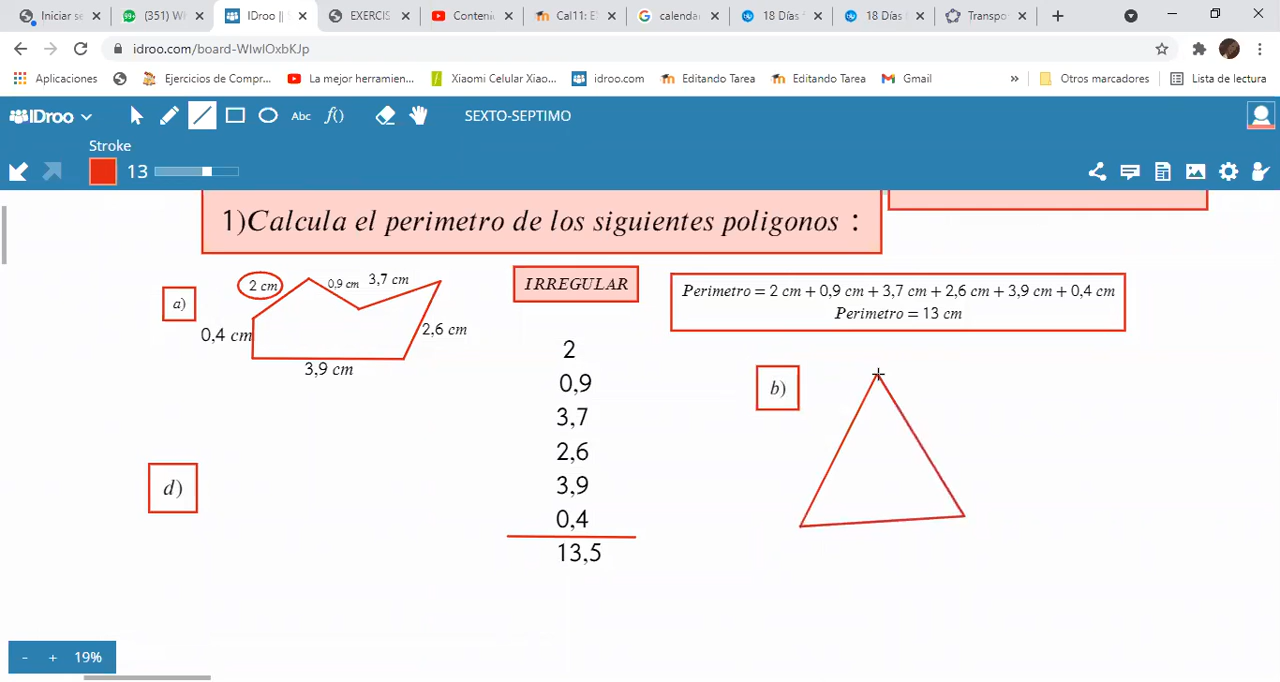 Iniciar se
99+
(351) W
IDroo ||
EXERCIS
Conteni
Cal11: E
calenda
18 Días
18 Días
Transpo
idroo.com/board-WIwIOxbKJp
Aplicaciones
Ejercicios de Compr...
La mejor herramien...
Xiaomi Celular Xiao...
idroo.com
Editando Tarea
Editando Tarea
Gmail
»
Otros marcadores
Lista de lectura
IDroo
Abc
f()
SEXTO-SEPTIMO
Stroke
13
1)Calcula el perimetro de los siguientes poligonos :
a)
2 cm
0,9 cm
3,7 cm
0,4 cm
2,6 cm
3,9 cm
IRREGULAR
Perimetro = 2 cm + 0,9 cm + 3,7 cm + 2,6 cm + 3,9 cm + 0,4 cm
Perimetro = 13 cm
2
0,9
3,7
2,6
3,9
0,4
13,5
b)
d)
- + 19%